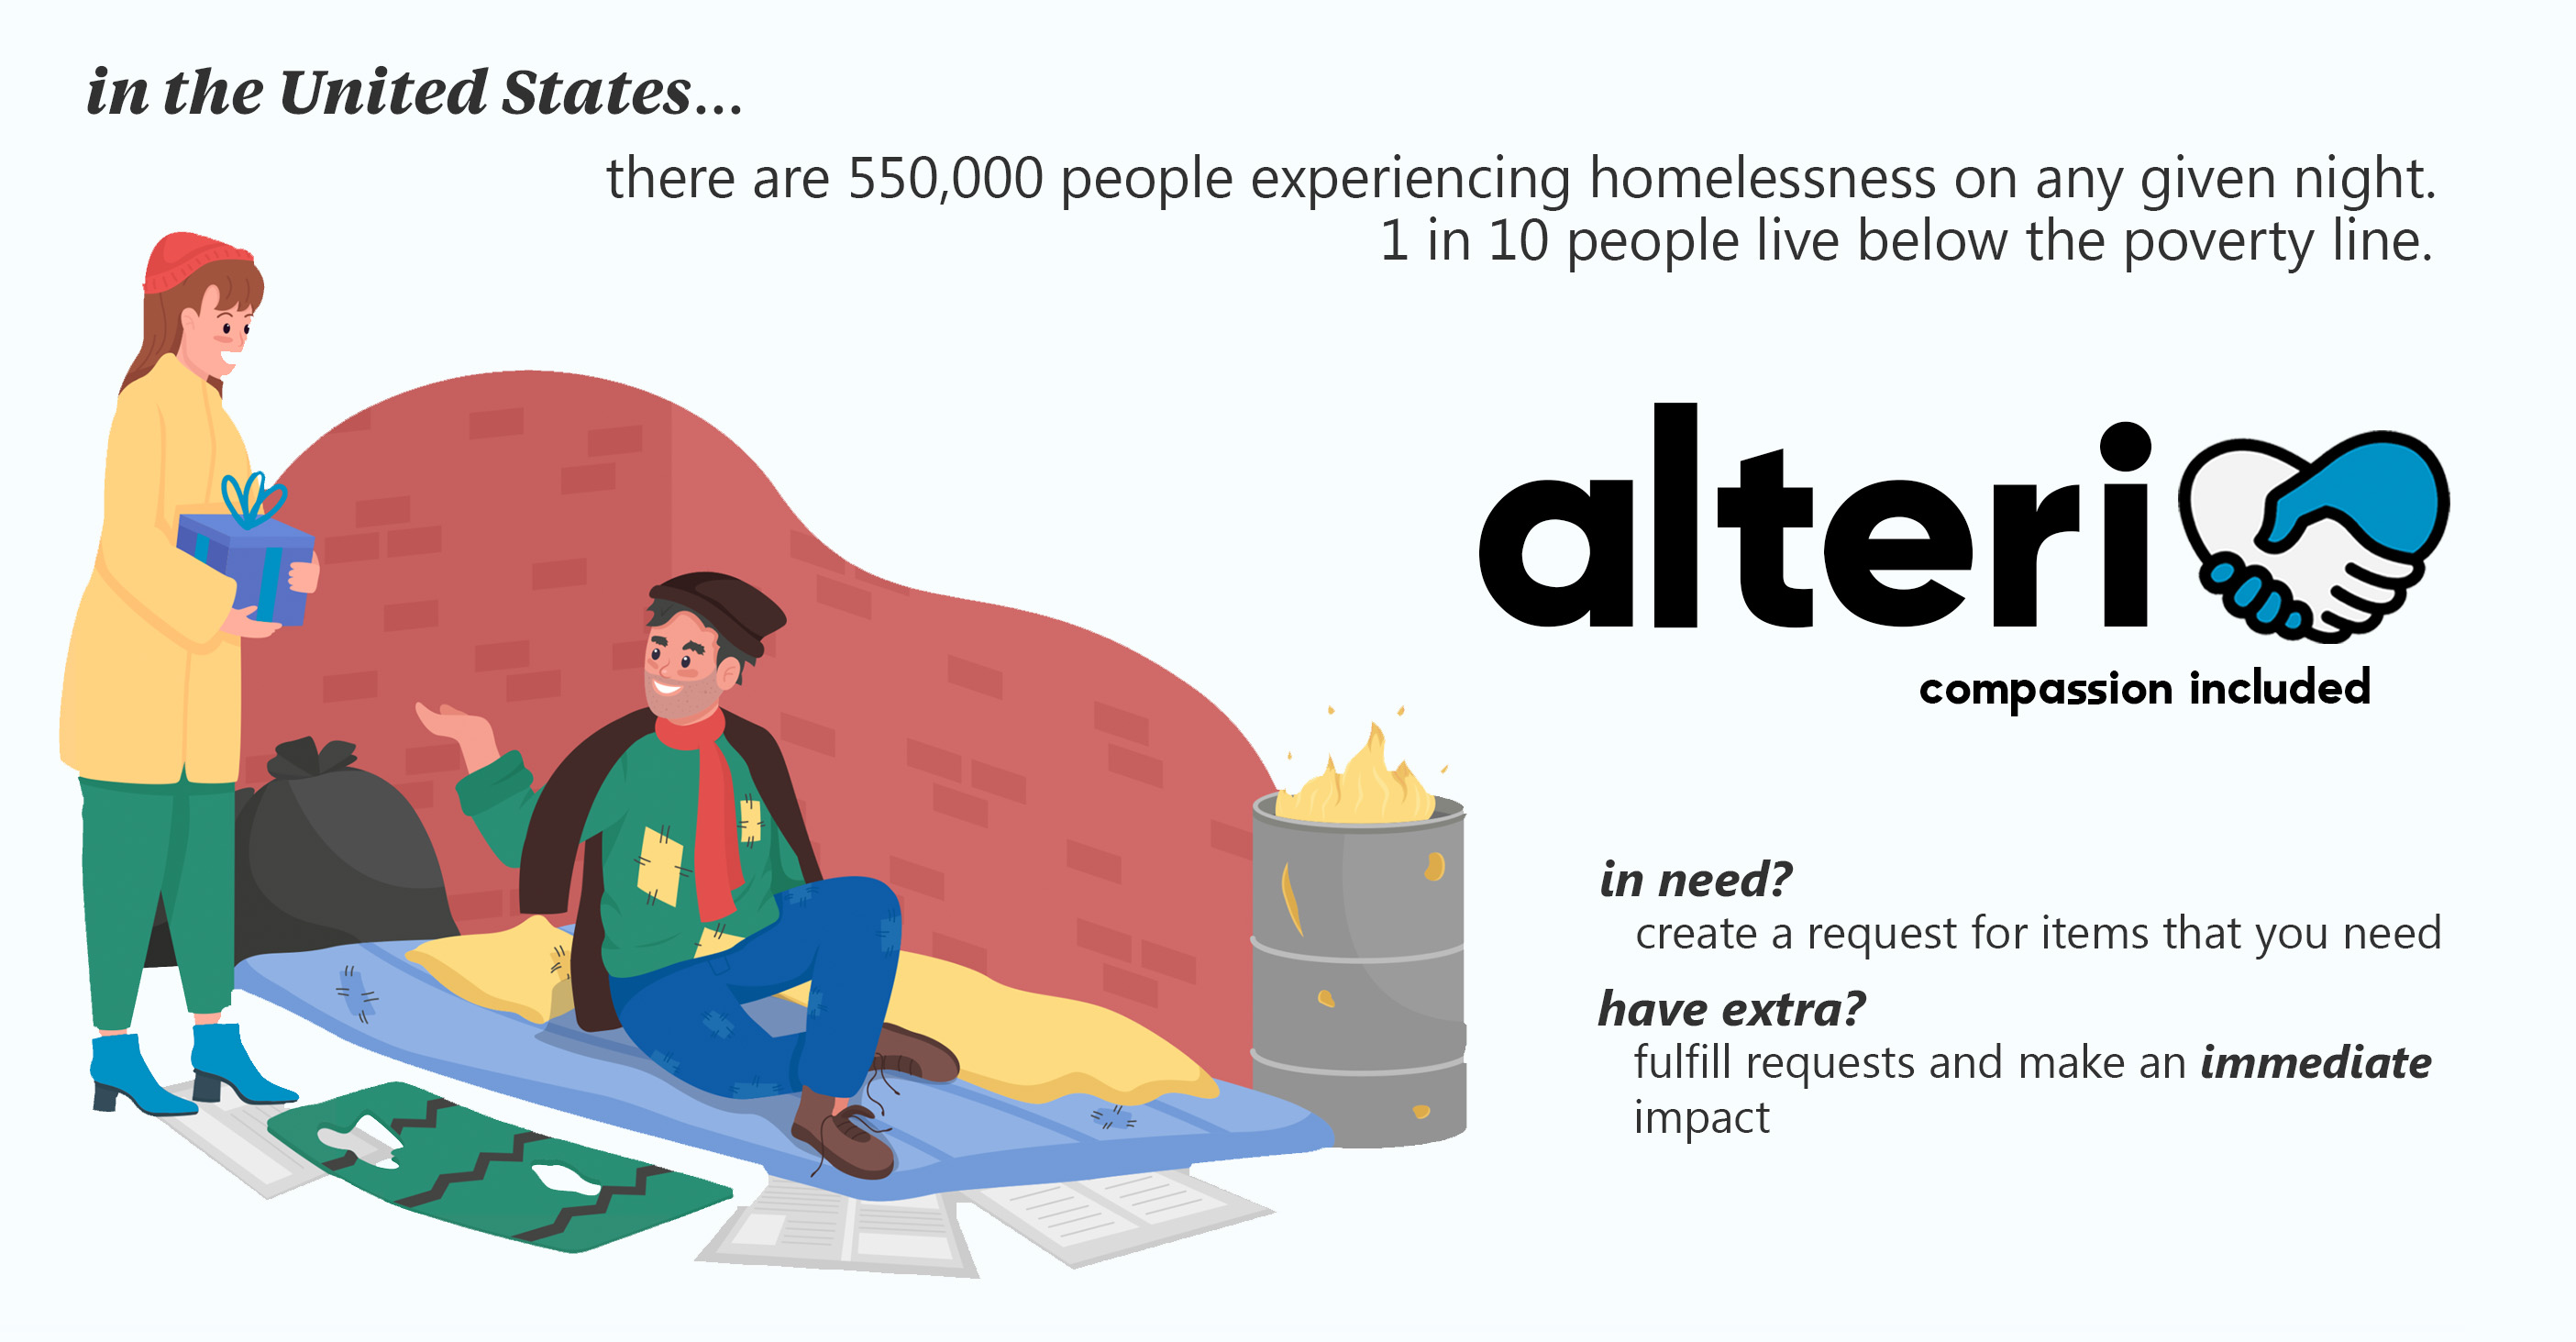 in the United States...
there are 550,000 people experiencing homelessness on any given night.
1 in 10 people live below the poverty line.
alteri
compassion included
in need?
create a request for items that you need
have extra?
fulfill requests and make an immediate
impact